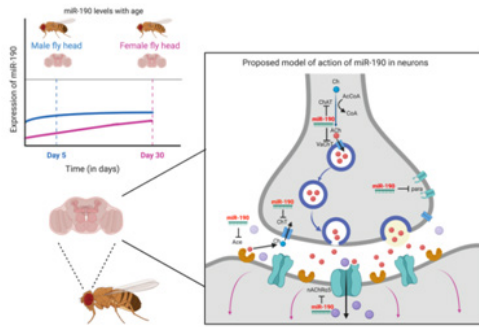 miR-190 levels with age
Male fly head
Female fly head
Expression of miR-190
Day 5
Day 30
Time (in days)
Proposed model of action of miR-190 in neurons
Ch
AcCoA
ChAT
CoA
miR-190
ACh
VAChT
miR-190
para
miR-190
ChT
Ch
miR-190
Ace
nAChRα5
miR-190